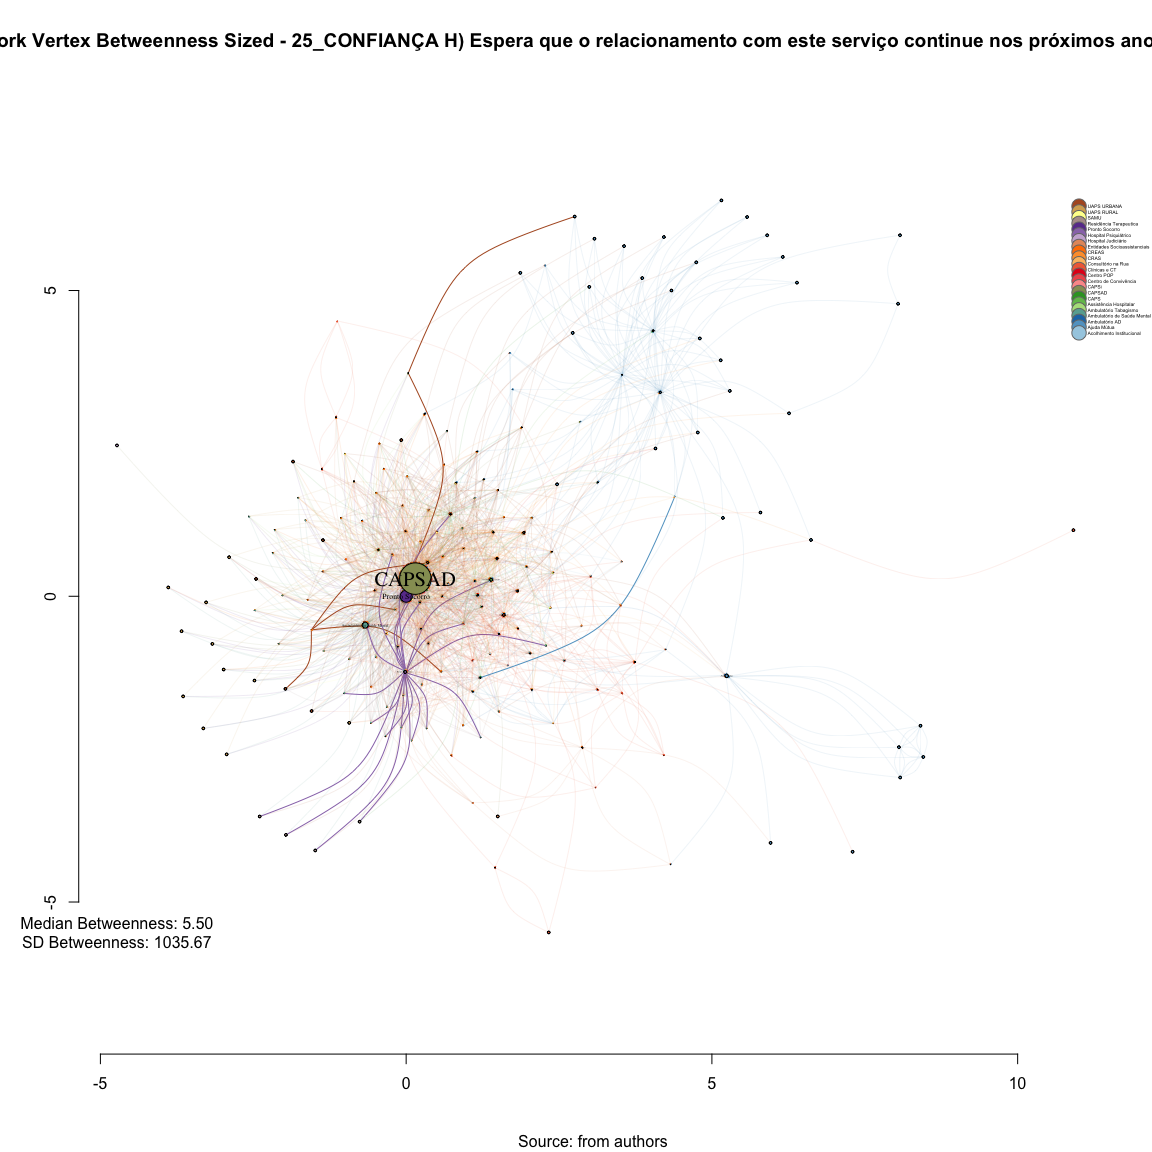 ork Vertex Betweenness Sized - 25_CONFIANÇA H) Espera que o relacionamento com este serviço continue nos próximos ano
UAPS URBANA
UAPS RURAL
SAMU
Residência Terapeutica
Pronto Socorro
Hospital Psiquiátrico
Hospital Judiciário
Entidades Socioassistenciais
CREAS
CRAS
Consultório na Rua
Clínicas e CT
Centro POP
Centro de Convivência
CAPSi
CAPSAD
CAPS
Assistência Hospitalar
Ambulatório Tabagismo
Ambulatório de Saúde Mental
Ambulatório AD
Ajuda Mútua
Acolhimento Institucional
5
CAPSAD
0
Pronto Socorro
-5
Median Betweenness: 5.50
SD Betweenness: 1035.67
-5 0 5 10
Source: from authors